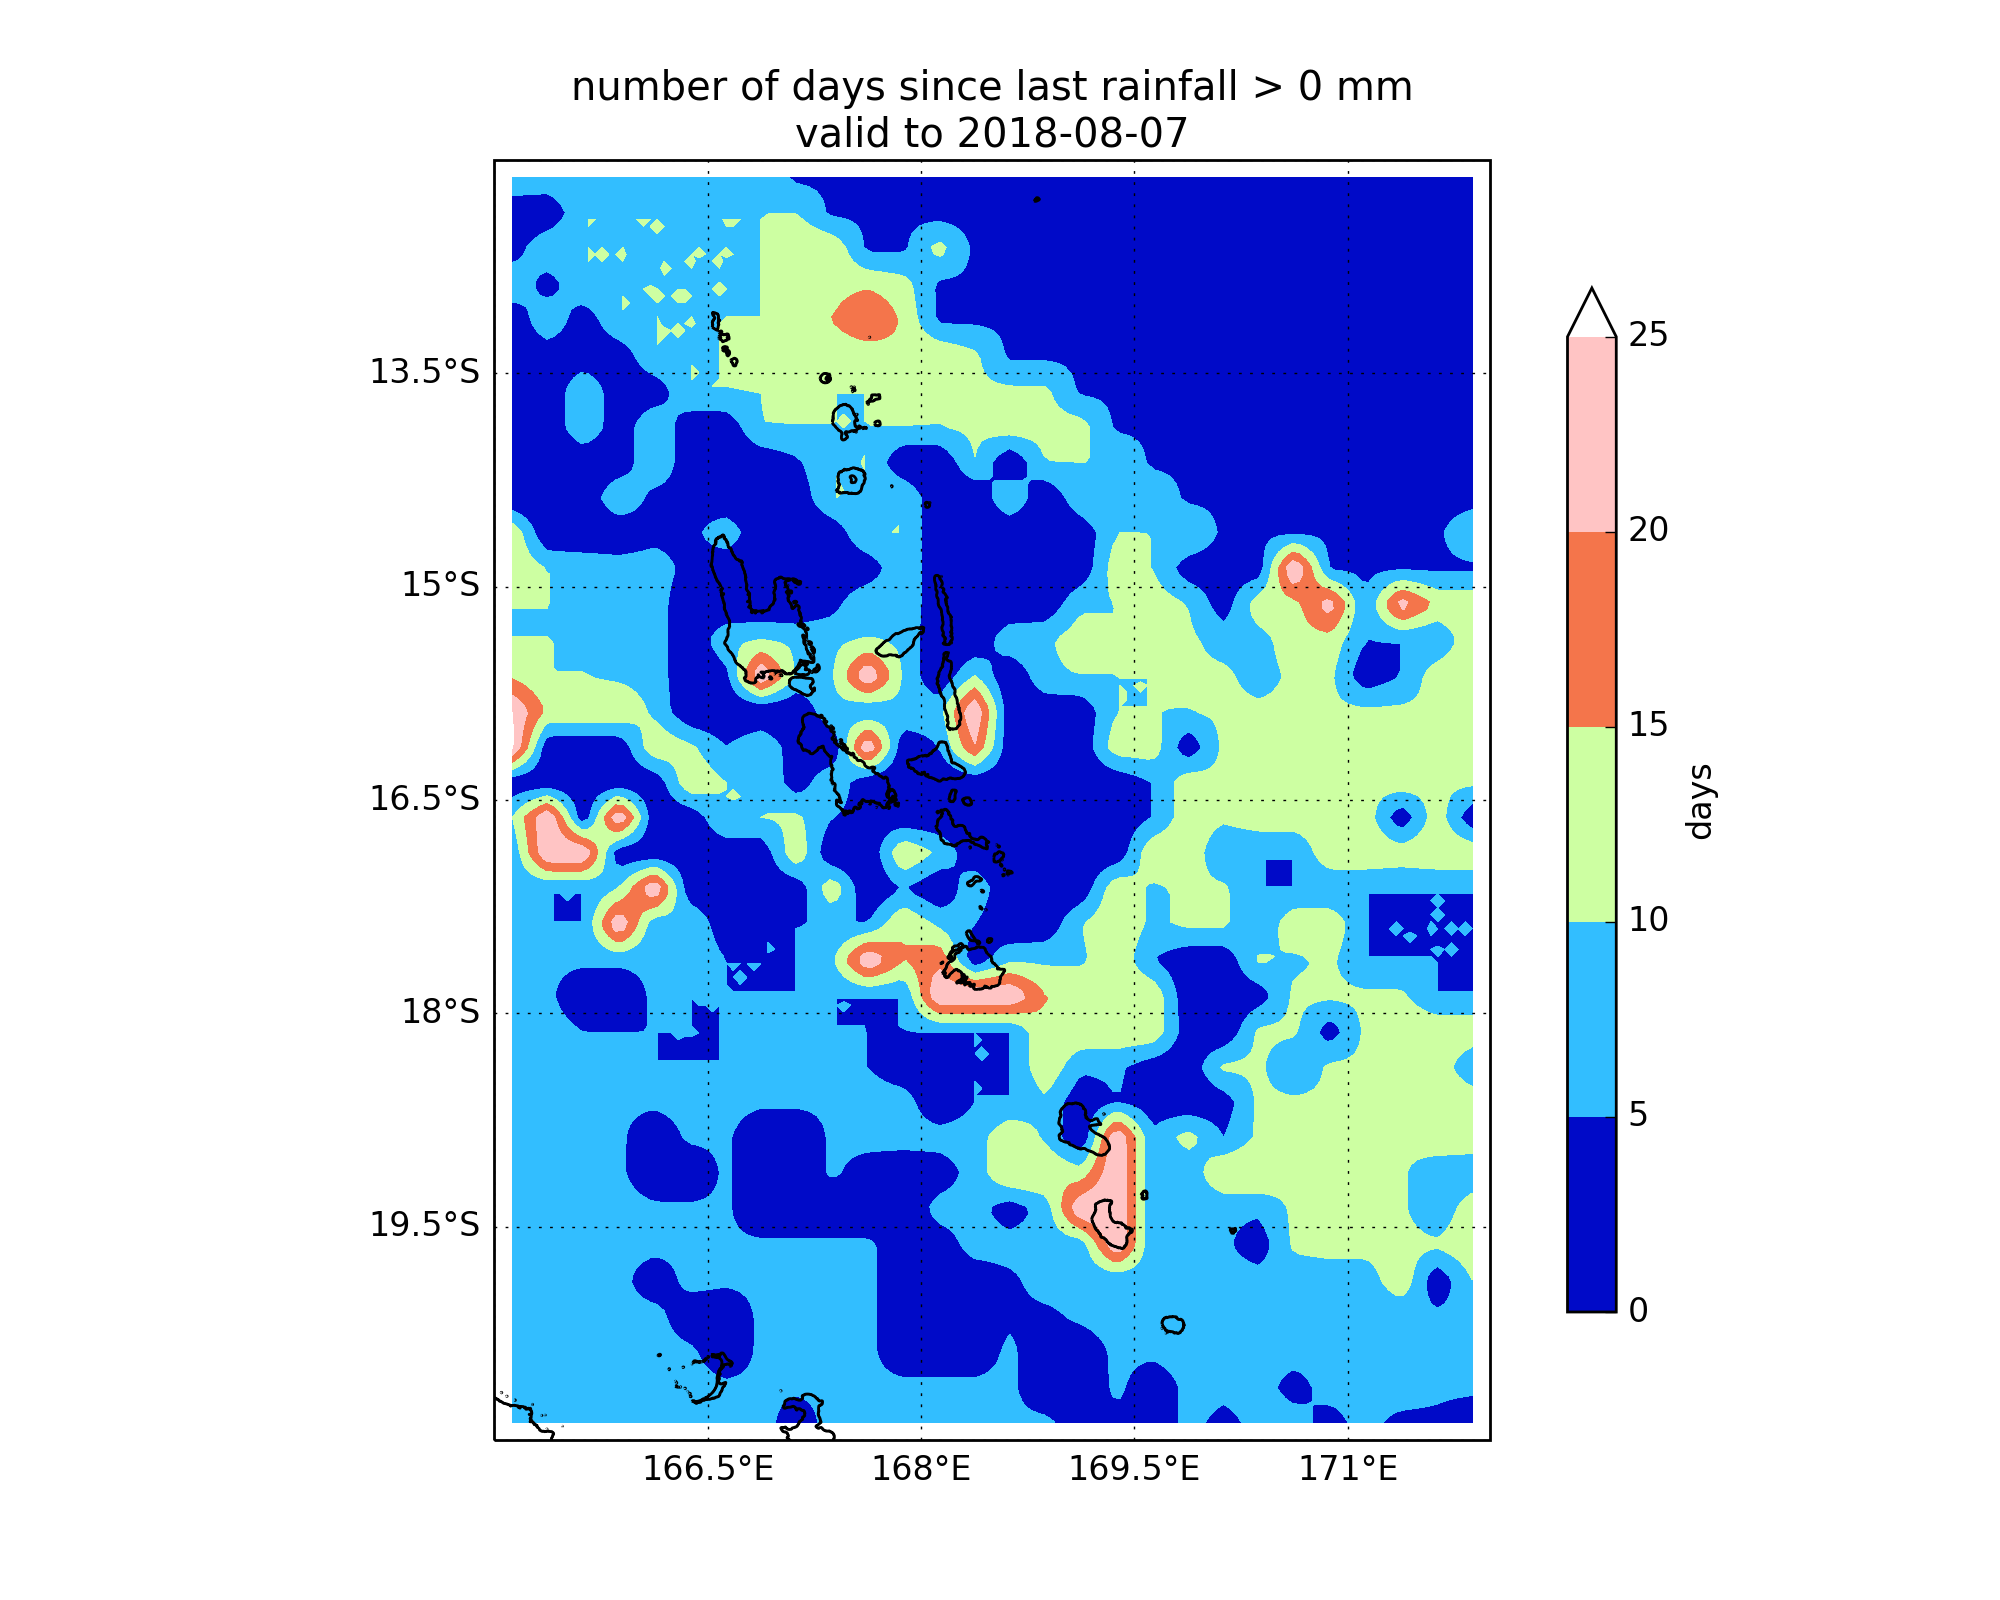 number of days since last rainfall > 0 mm
valid to 2018-08-07
13.5°S
15°S
16.5°S
18°S
19.5°S
166.5°E
168°E
169.5°E
171°E
25
20
15
10
5
0
days